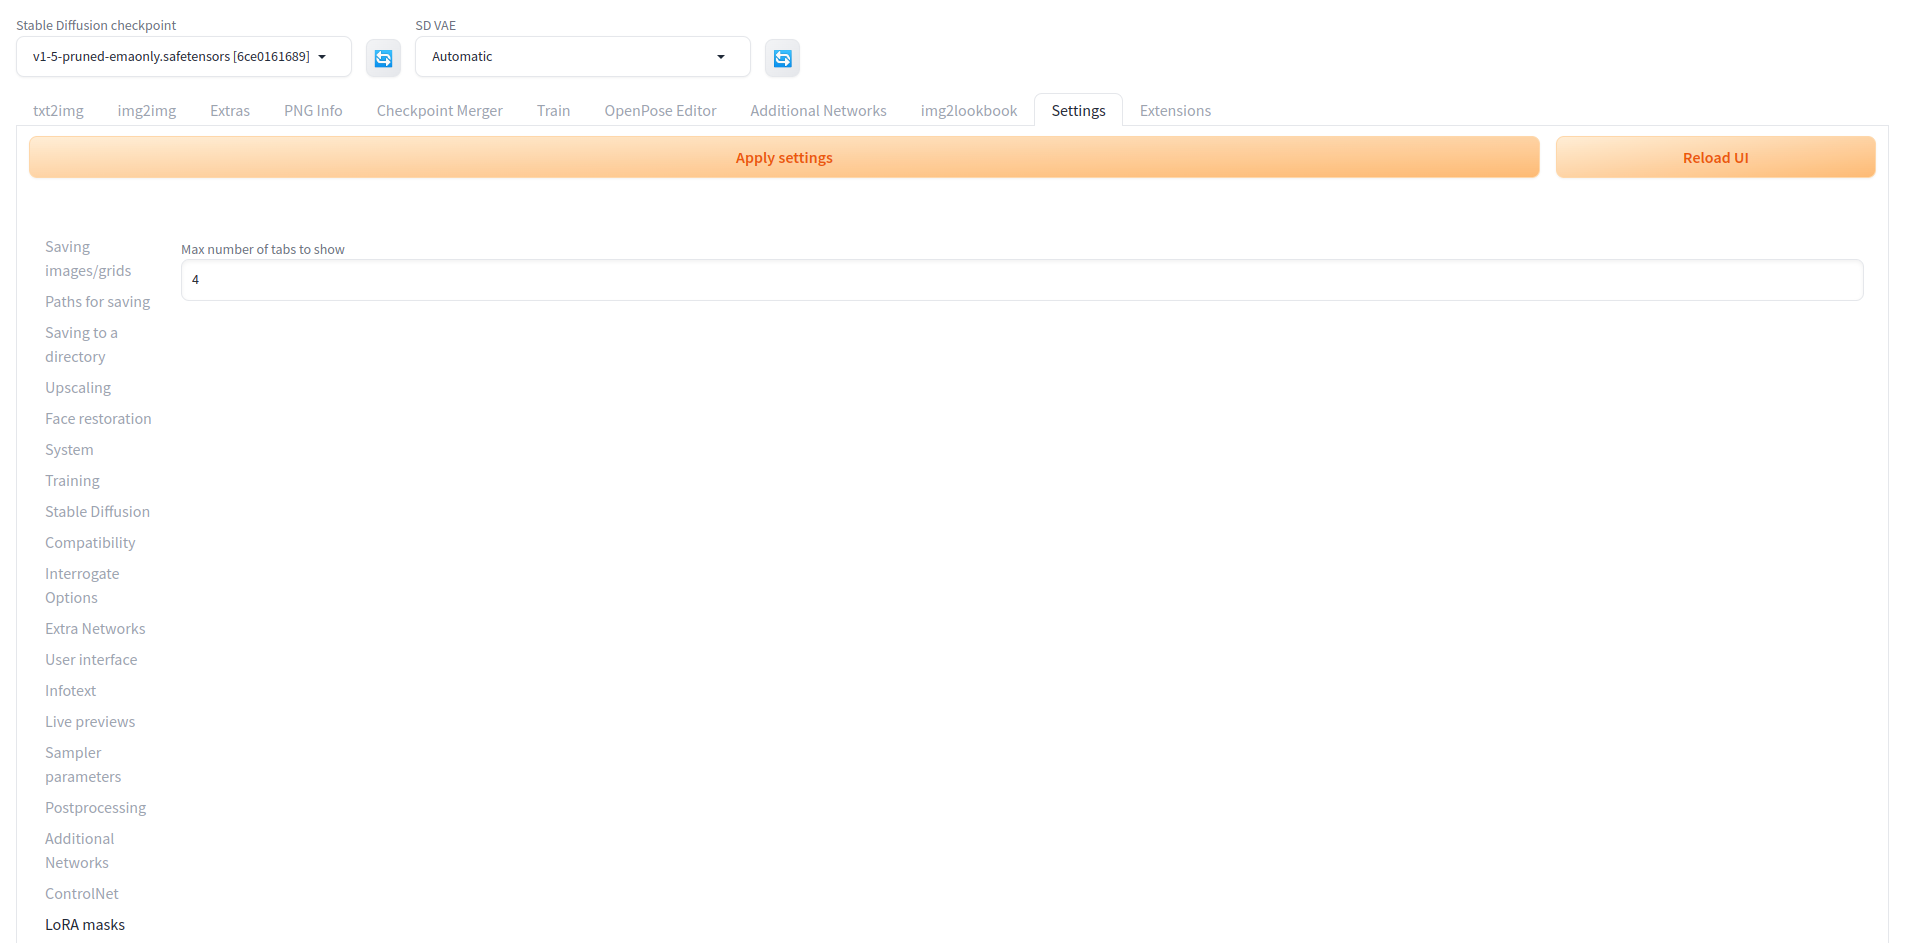 Stable Diffusion checkpoint
SD VAE
v1-5-pruned-emaonly.safetensors [6ce0161689]
Automatic
txt2img
img2img
Extras
PNG Info
Checkpoint Merger
Train
OpenPose Editor
Additional Networks
img2lookbook
Settings
Extensions
Apply settings
Reload UI
Saving
images/grids
Paths for saving
Saving to a
directory
Upscaling
Face restoration
System
Training
Stable Diffusion
Compatibility
Interrogate
Options
Extra Networks
User interface
Infotext
Live previews
Sampler
parameters
Postprocessing
Additional
Networks
ControlNet
LoRA masks
Max number of tabs to show
4